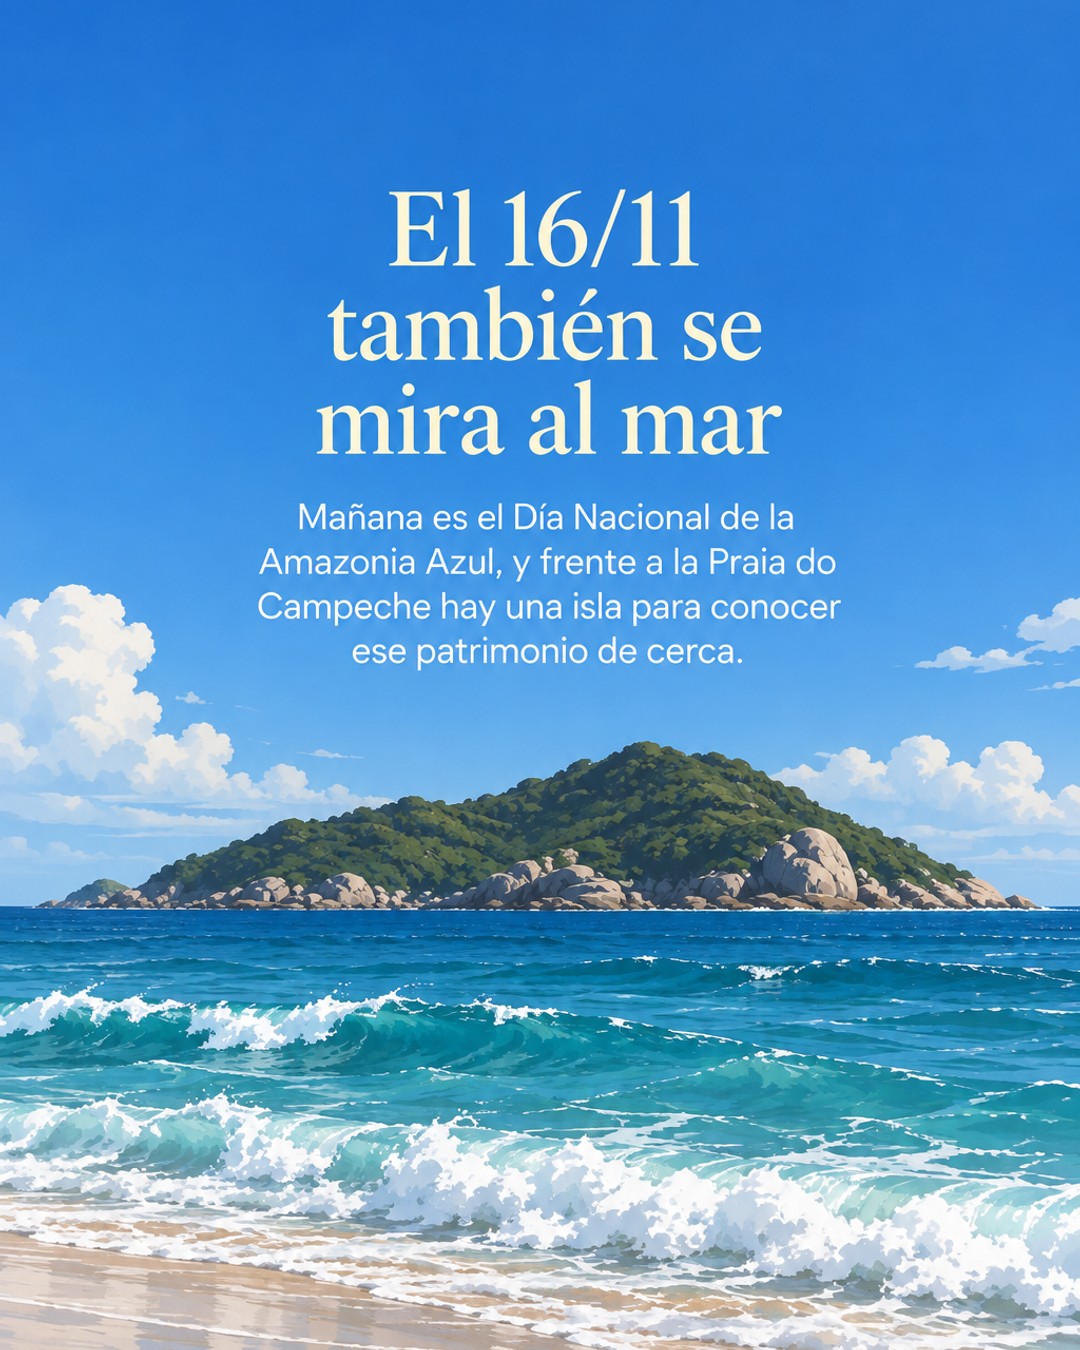 El 16/11
también se
mira al mar
Mañana es el Día Nacional de la
Amazonia Azul, y frente a la Praia do
Campeche hay una isla para conocer
ese patrimonio de cerca.